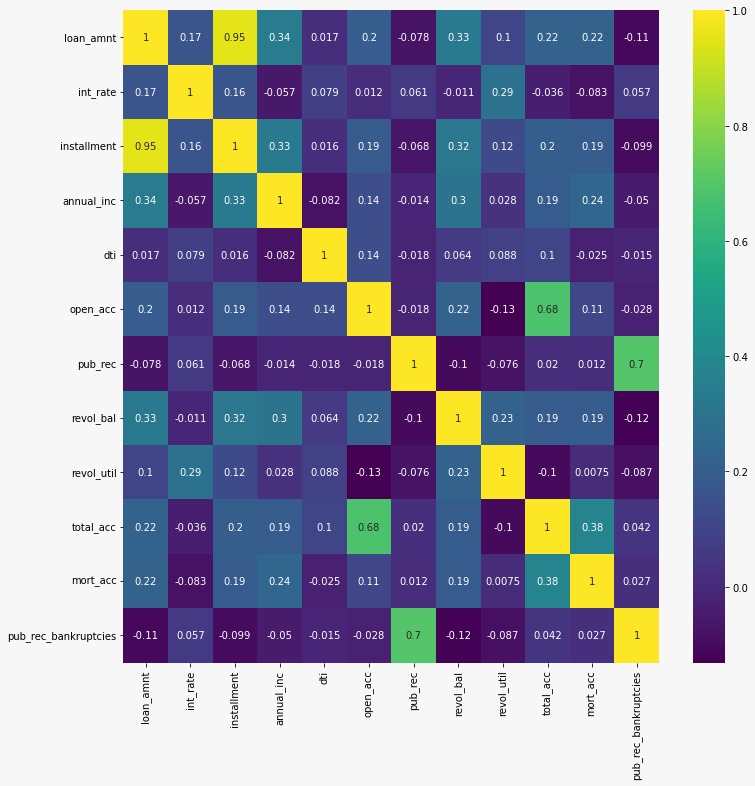 loan_amnt 1 0.17 0.95 0.34 0.017 0.2 -0.078 0.33 0.1 0.22 0.22 -0.11
int_rate 0.17 1 0.16 -0.057 0.079 0.012 0.061 -0.011 0.29 -0.036 -0.083 0.057
installment 0.95 0.16 1 0.33 0.016 0.19 -0.068 0.32 0.12 0.2 0.19 -0.099
annual_inc 0.34 -0.057 0.33 1 -0.082 0.14 -0.014 0.3 0.028 0.19 0.24 -0.05
dti 0.017 0.079 0.016 -0.082 1 0.14 -0.018 0.064 0.088 0.1 -0.025 -0.015
open_acc 0.2 0.012 0.19 0.14 0.14 1 -0.018 0.22 -0.13 0.68 0.11 -0.028
pub_rec -0.078 0.061 -0.068 -0.014 -0.018 -0.018 1 -0.1 -0.076 0.02 0.012 0.7
revol_bal 0.33 -0.011 0.32 0.3 0.064 0.22 -0.1 1 0.23 0.19 0.19 -0.12
revol_util 0.1 0.29 0.12 0.028 0.088 -0.13 -0.076 0.23 1 -0.1 0.0075 -0.087
total_acc 0.22 -0.036 0.2 0.19 0.1 0.68 0.02 0.19 -0.1 1 0.38 0.042
mort_acc 0.22 -0.083 0.19 0.24 -0.025 0.11 0.012 0.19 0.0075 0.38 1 0.027
pub_rec_bankruptcies -0.11 0.057 -0.099 -0.05 -0.015 -0.028 0.7 -0.12 -0.087 0.042 0.027 1
loan_amnt int_rate installment annual_inc dti open_acc pub_rec revol_bal revol_util total_acc mort_acc pub_rec_bankruptcies
1.0
0.8
0.6
0.4
0.2
0.0